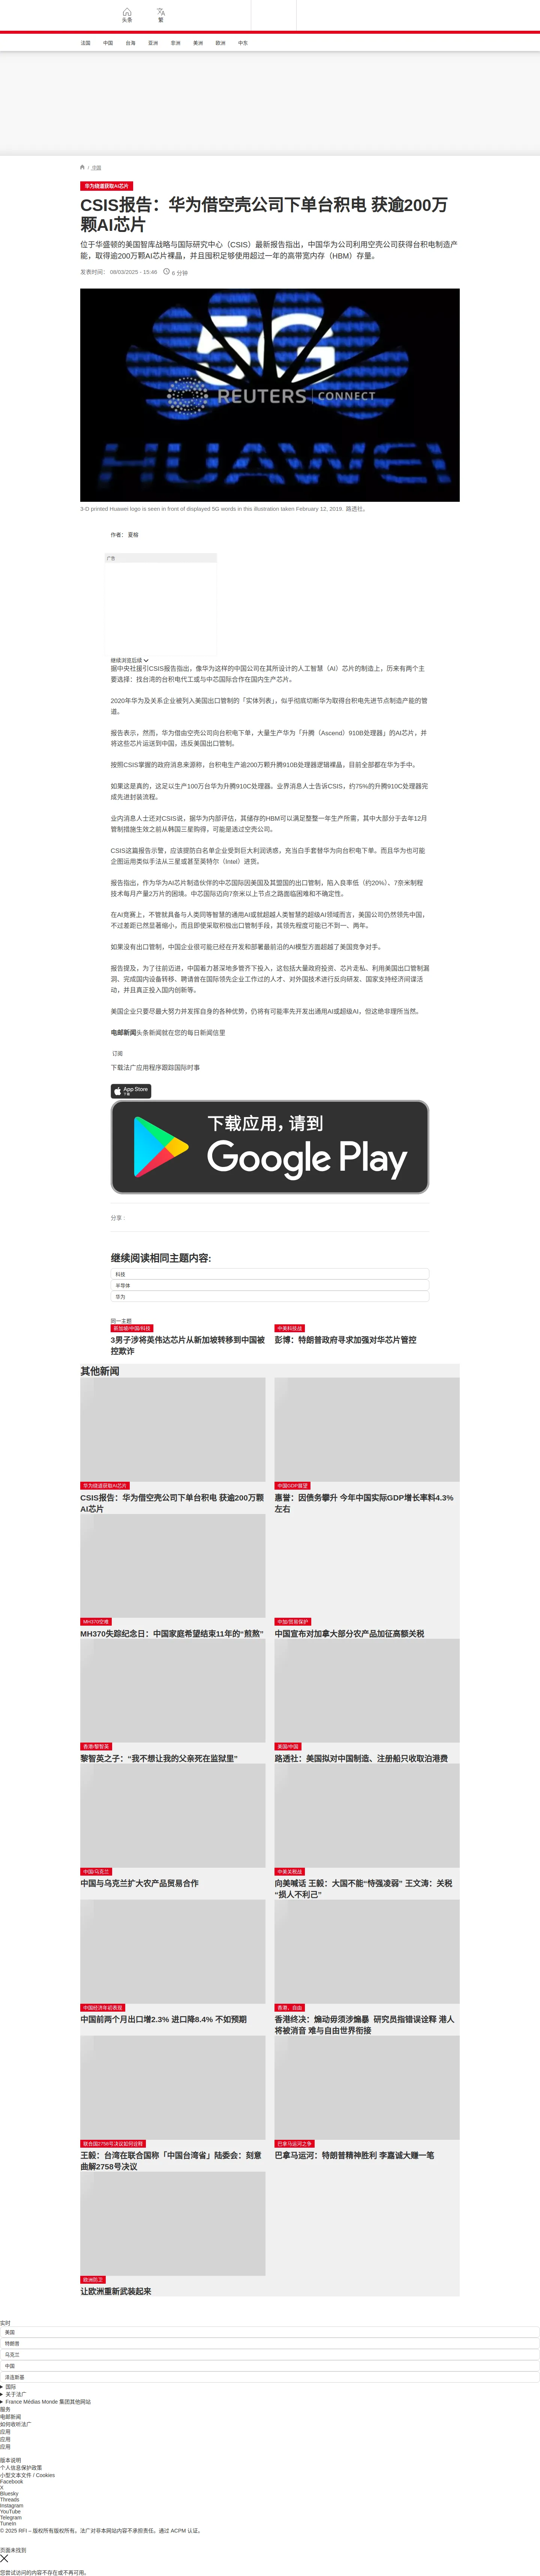 头条
繁
法国
中国
台海
亚洲
非洲
美洲
欧洲
中东
/ 中国
华为绕道获取AI芯片
CSIS报告：华为借空壳公司下单台积电 获逾200万
颗AI芯片
位于华盛顿的美国智库战略与国际研究中心（CSIS）最新报告指出，中国华为公司利用空壳公司获得台积电制造产
能，取得逾200万颗AI芯片裸晶，并且囤积足够使用超过一年的高带宽内存（HBM）存量。
发表时间： 08/03/2025 - 15:46
6 分钟
5G
REUTERS CONNECT
HUAWEI
3-D printed Huawei logo is seen in front of displayed 5G words in this illustration taken February 12, 2019. 路透社。
作者： 夏榕
广告
继续浏览后续
据中央社援引CSIS报告指出，像华为这样的中国公司在其所设计的人工智慧（AI）芯片的制造上，历来有两个主
要选择：找台湾的台积电代工或与中芯国际合作在国内生产芯片。
2020年华为及关系企业被列入美国出口管制的「实体列表」，似乎彻底切断华为取得台积电先进节点制造产能的管
道。
报告表示，然而，华为借由空壳公司向台积电下单，大量生产华为「升腾（Ascend）910B处理器」的AI芯片，并
将这些芯片运送到中国，违反美国出口管制。
按照CSIS掌握的政府消息来源称，台积电生产逾200万颗升腾910B处理器逻辑裸晶，目前全部都在华为手中。
如果这是真的，这足以生产100万台华为升腾910C处理器。业界消息人士告诉CSIS，约75%的升腾910C处理器完
成先进封装流程。
业内消息人士还对CSIS说，据华为内部评估，其储存的HBM可以满足整整一年生产所需，其中大部分于去年12月
管制措施生效之前从韩国三星购得，可能是透过空壳公司。
CSIS这篇报告示警，应该提防白名单企业受到巨大利润诱惑，充当白手套替华为向台积电下单。而且华为也可能
企图运用类似手法从三星或甚至英特尔（Intel）进货。
报告指出，作为华为AI芯片制造伙伴的中芯国际因美国及其盟国的出口管制，陷入良率低（约20%）、7奈米制程
技术每月产量2万片的困境。中芯国际迈向7奈米以上节点之路面临困难和不确定性。
在AI竞赛上，不管就具备与人类同等智慧的通用AI或就超越人类智慧的超级AI领域而言，美国公司仍然领先中国，
不过差距已然显著缩小，而且即使采取积极出口管制手段，其领先程度可能已不到一、两年。
如果没有出口管制，中国企业很可能已经在开发和部署最前沿的AI模型方面超越了美国竞争对手。
报告提及，为了往前迈进，中国着力甚深地多管齐下投入，这包括大量政府投资、芯片走私、利用美国出口管制漏
洞、完成国内设备转移、聘请曾在国际领先企业工作过的人才、对外国技术进行反向研发、国家支持经济间谍活
动，并且真正投入国内创新等。
美国企业只要尽最大努力并发挥自身的各种优势，仍将有可能率先开发出通用AI或超级AI，但这绝非理所当然。
电邮新闻头条新闻就在您的每日新闻信里
订阅
下载法广应用程序跟踪国际时事
App Store
下载应用，请到
Google Play
分享 :
继续阅读相同主题内容:
科技
半导体
华为
同一主题
新加坡/中国/科技
3男子涉将英伟达芯片从新加坡转移到中国被
控欺诈
中美科技战
彭博：特朗普政府寻求加强对华芯片管控
其他新闻
华为绕道获取AI芯片
CSIS报告：华为借空壳公司下单台积电 获逾200万颗
AI芯片
中国GDP展望
惠誉：因债务攀升 今年中国实际GDP增长率料4.3%
左右
MH370空难
MH370失踪纪念日：中国家庭希望结束11年的“煎熬”
中加/贸易保护
中国宣布对加拿大部分农产品加征高额关税
香港/黎智英
黎智英之子：“我不想让我的父亲死在监狱里”
美国/中国
路透社：美国拟对中国制造、注册船只收取泊港费
中国/乌克兰
中国与乌克兰扩大农产品贸易合作
中美关税战
向美喊话 王毅：大国不能“恃强凌弱” 王文涛：关税
“损人不利己”
中国经济年初表现
中国前两个月出口增2.3% 进口降8.4% 不如预期
香港，自由
香港终决：煽动毋须涉煽暴 研究员指错误诠释 港人
将被消音 难与自由世界衔接
联合国2758号决议如何诠释
王毅：台湾在联合国称「中国台湾省」陆委会：刻意
曲解2758号决议
巴拿马运河之争
巴拿马运河：特朗普精神胜利 李嘉诚大赚一笔
欧洲防卫
让欧洲重新武装起来
实时
美国
特朗普
乌克兰
中国
泽连斯基
国际
关于法广
France Médias Monde 集团其他网站
服务
电邮新闻
如何收听法广
应用
应用
应用
版本说明
个人信息保护政策
小型文本文件 / Cookies
Facebook
X
Bluesky
Threads
Instagram
YouTube
Telegram
TuneIn
© 2025 RFI – 版权所有版权所有。法广对非本网站内容不承担责任。通过 ACPM 认证。
页面未找到
您尝试访问的内容不存在或不再可用。